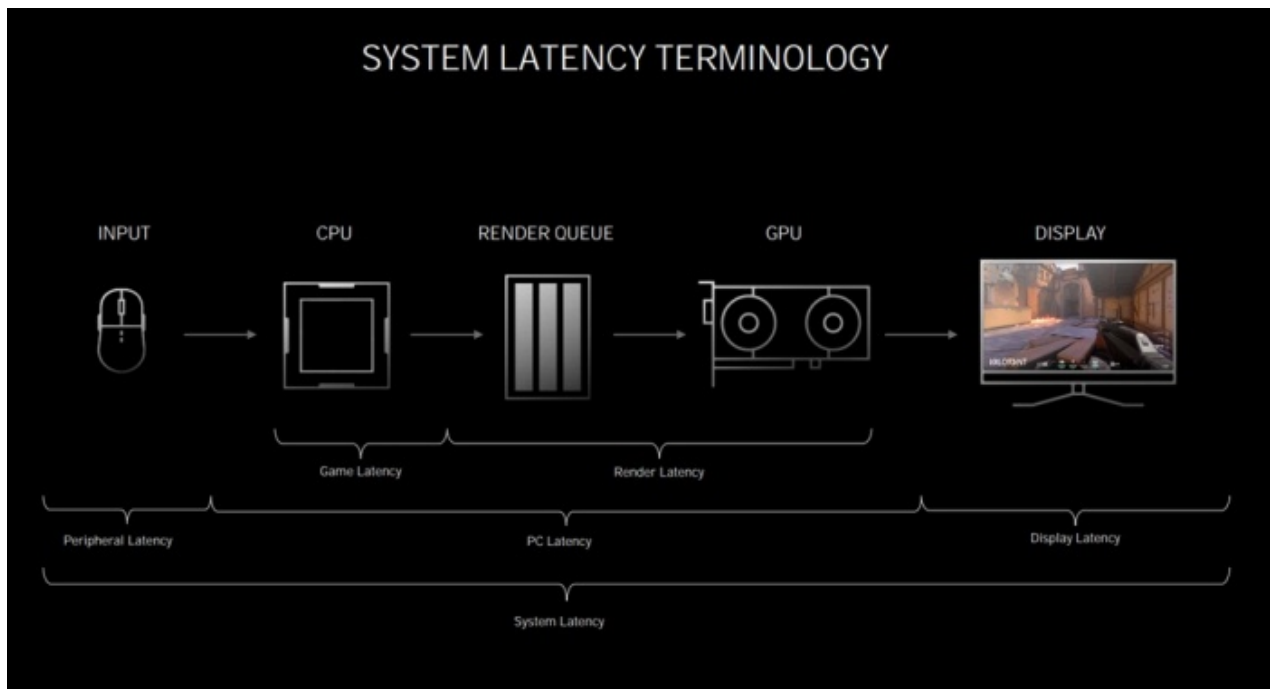 SYSTEM LATENCY TERMINOLOGY
INPUT
CPU
RENDER QUEUE
GPU
DISPLAY
VALORANT
Game Latency
Render Latency
Peripheral Latency
PC Latency
Display Latency
System Latency